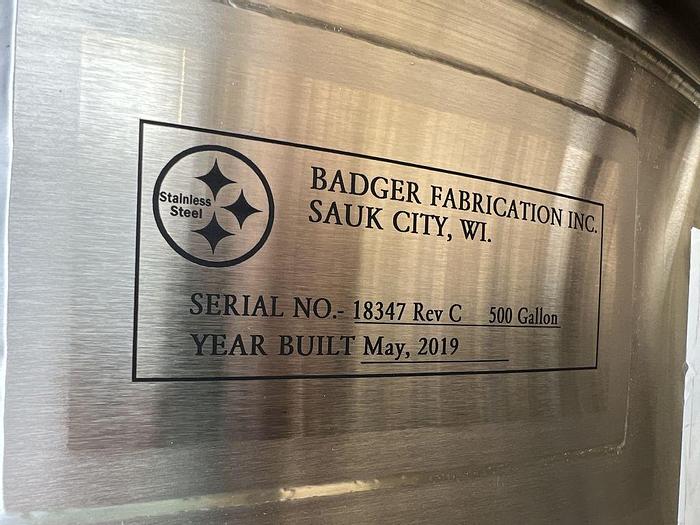 Stainless
Steel
BADGER FABRICATION INC.
SAUK CITY, WI.
SERIAL NO.- 18347 Rev C 500 Gallon
YEAR BUILT May, 2019